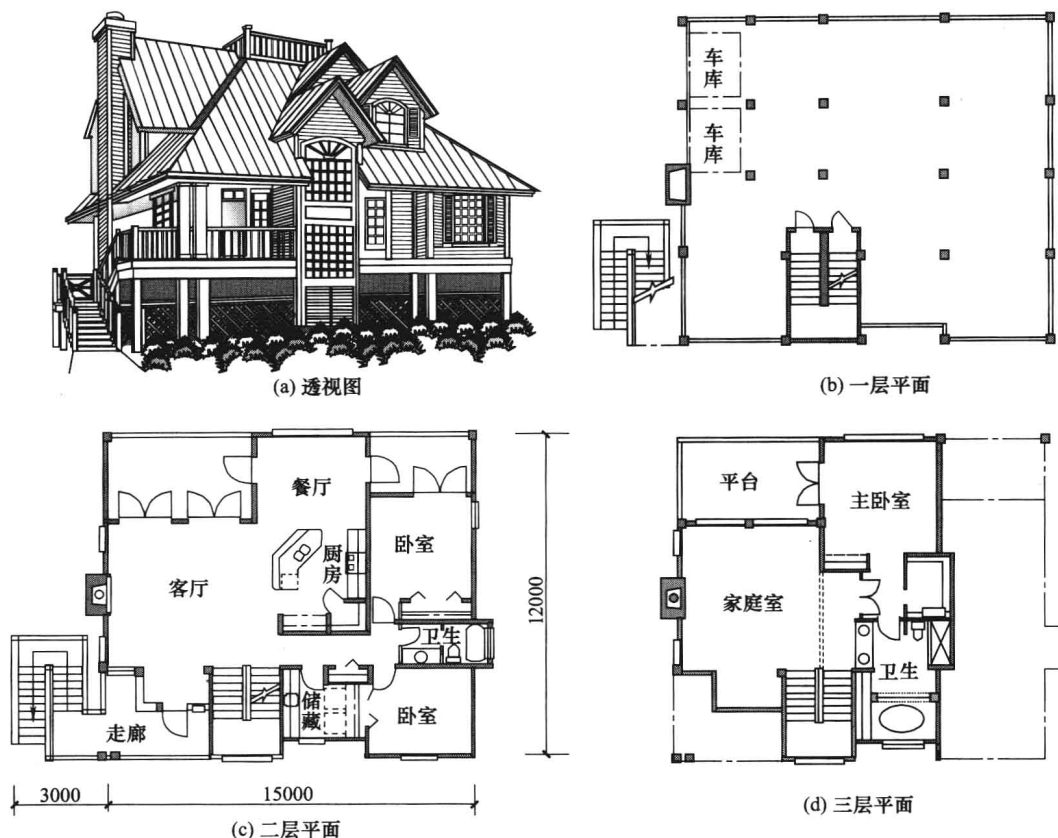 (a) 透视图
车库
车库
(b) 一层平面
餐厅
厨房
卧室
客厅
卫生
储藏
卧室
走廊
12000
3000
15000
(c) 二层平面
平台
主卧室
家庭室
卫生
(d) 三层平面